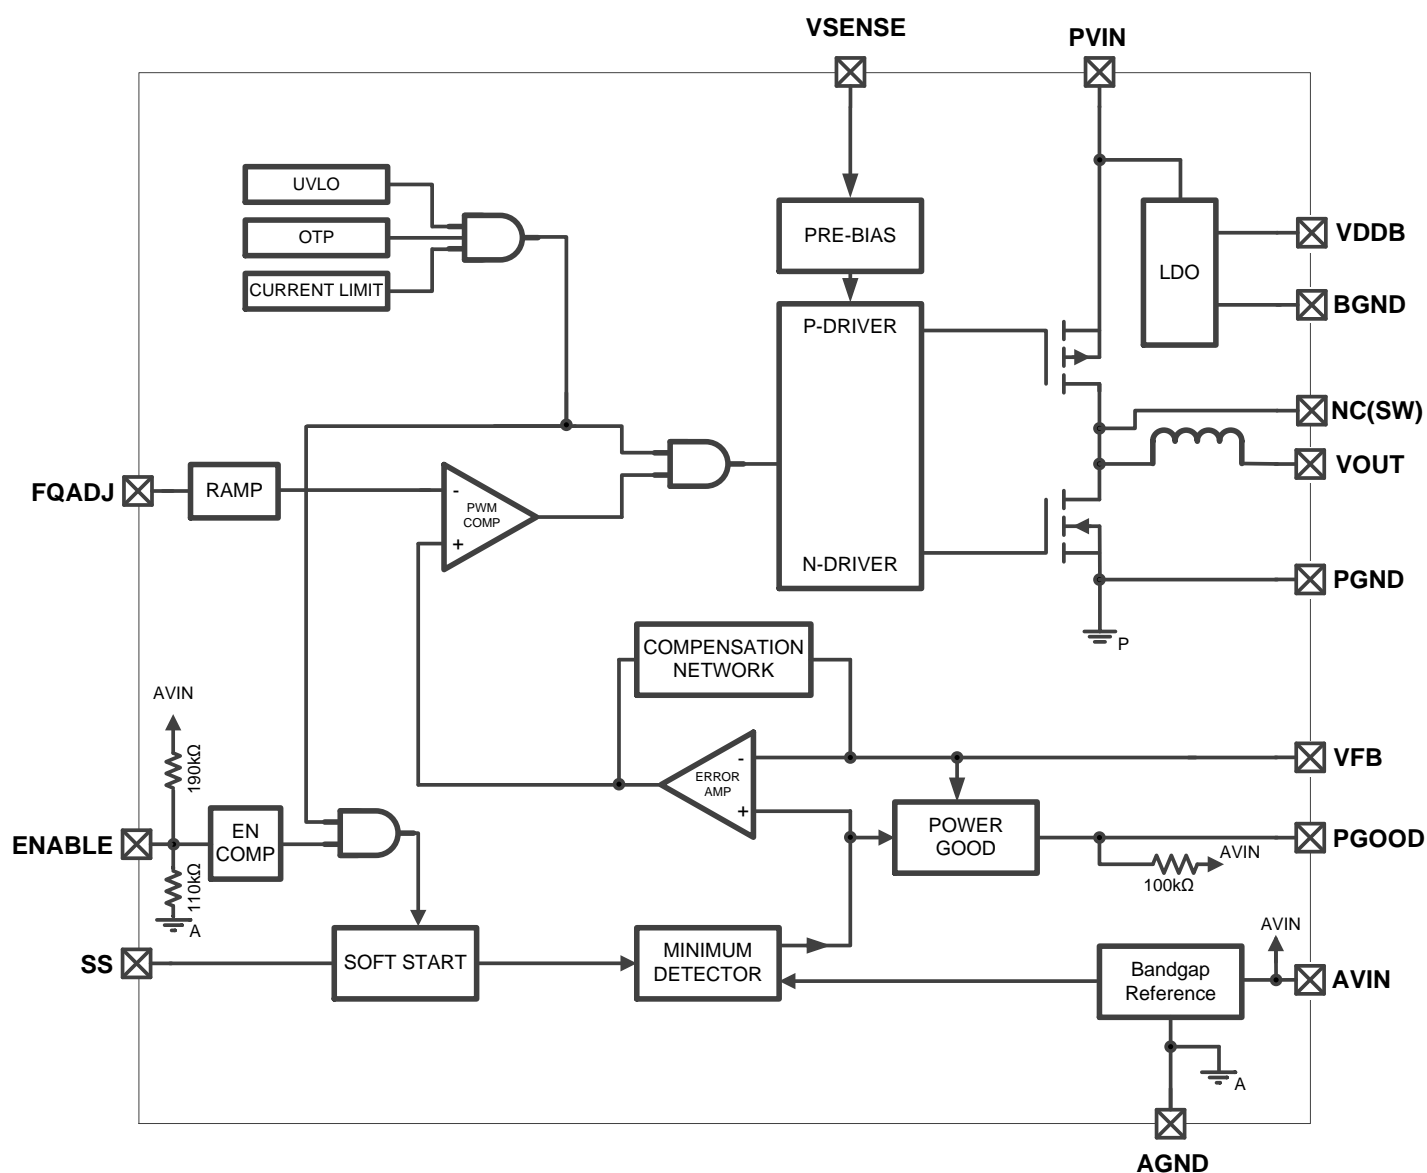 VSENSE
PVIN
UVLO
OTP
CURRENT LIMIT
PRE-BIAS
LDO
VDDB
BGND
P-DRIVER
N-DRIVER
NC(SW)
VOUT
PGND
P
FQADJ
RAMP
-
PWM
COMP
+
COMPENSATION
NETWORK
AVIN
190kΩ
110kΩ
A
ENABLE
EN
COMP
-
ERROR
AMP
+
VFB
POWER
GOOD
PGOOD
AVIN
100kΩ
SS
SOFT START
MINIMUM
DETECTOR
Bandgap
Reference
AVIN
AVIN
A
AGND